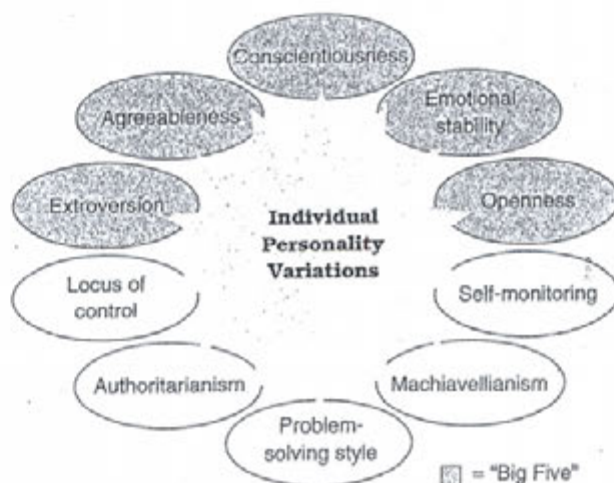 Conscientiousness
Agreeableness
Emotional
stability
Extroversion
Openness
Individual
Personality
Variations
Locus of
control
Self-monitoring
Authoritarianism
Machiavellianism
Problem-
solving style
= "Big Five"